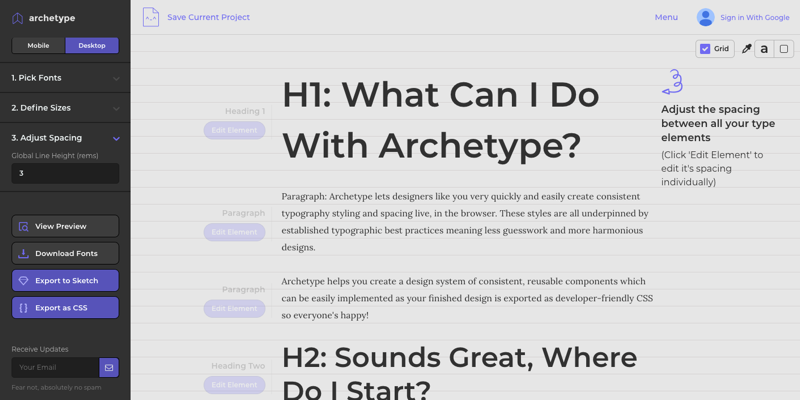 archetype
Mobile
Desktop
1. Pick Fonts
2. Define Sizes
3. Adjust Spacing
Global Line Height (rems)
3
View Preview
Download Fonts
Export to Sketch
Export as CSS
Receive Updates
Your Email
Fear not, absolutely no spam
Save Current Project
Menu
Sign in With Google
Grid
a
Heading 1
Edit Element
H1: What Can I Do
With Archetype?
Adjust the spacing
between all your type
elements
(Click 'Edit Element' to
edit it's spacing
individually)
Paragraph
Edit Element
Paragraph: Archetype lets designers like you very quickly and easily create consistent
typography styling and spacing live, in the browser. These styles are all underpinned by
established typographic best practices meaning less guesswork and more harmonious
designs.
Paragraph
Edit Element
Archetype helps you create a design system of consistent, reusable components which
can be easily implemented as your finished design is exported as developer-friendly CSS
so everyone's happy!
Heading Two
Edit Element
H2: Sounds Great, Where
Do I Start?